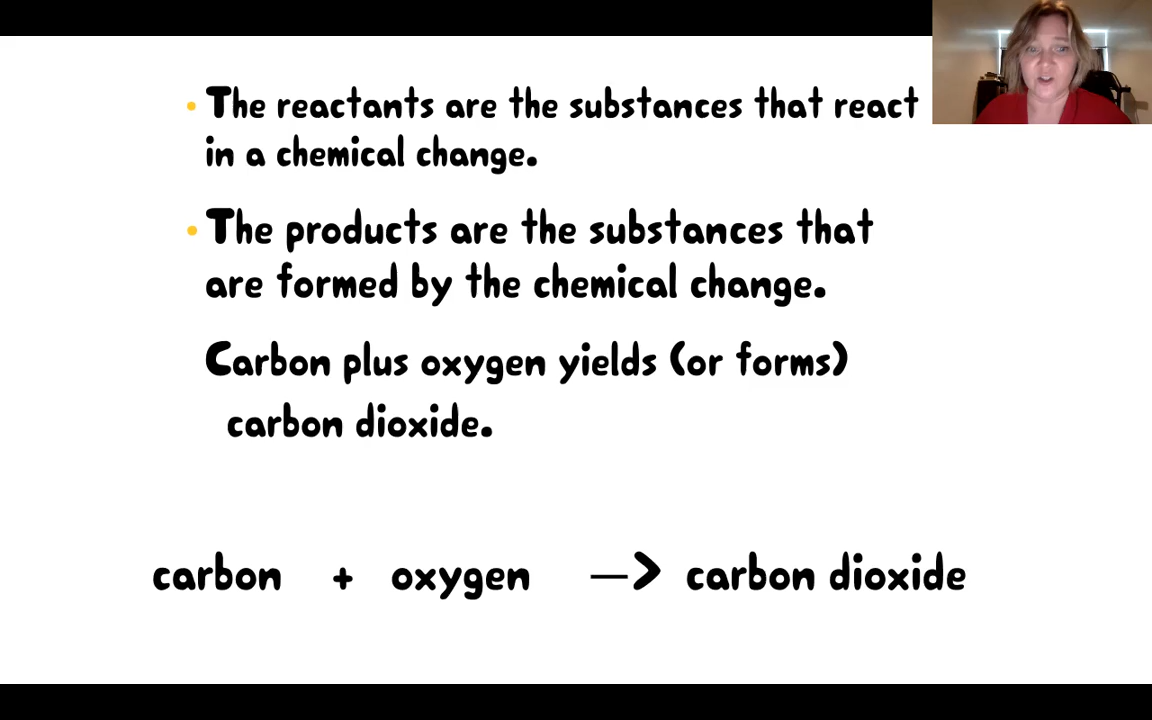 • The reactants are the substances that react
in a chemical change.
• The products are the substances that
are formed by the chemical change.
Carbon plus oxygen yields (or forms)
carbon dioxide.
carbon + oxygen —> carbon dioxide